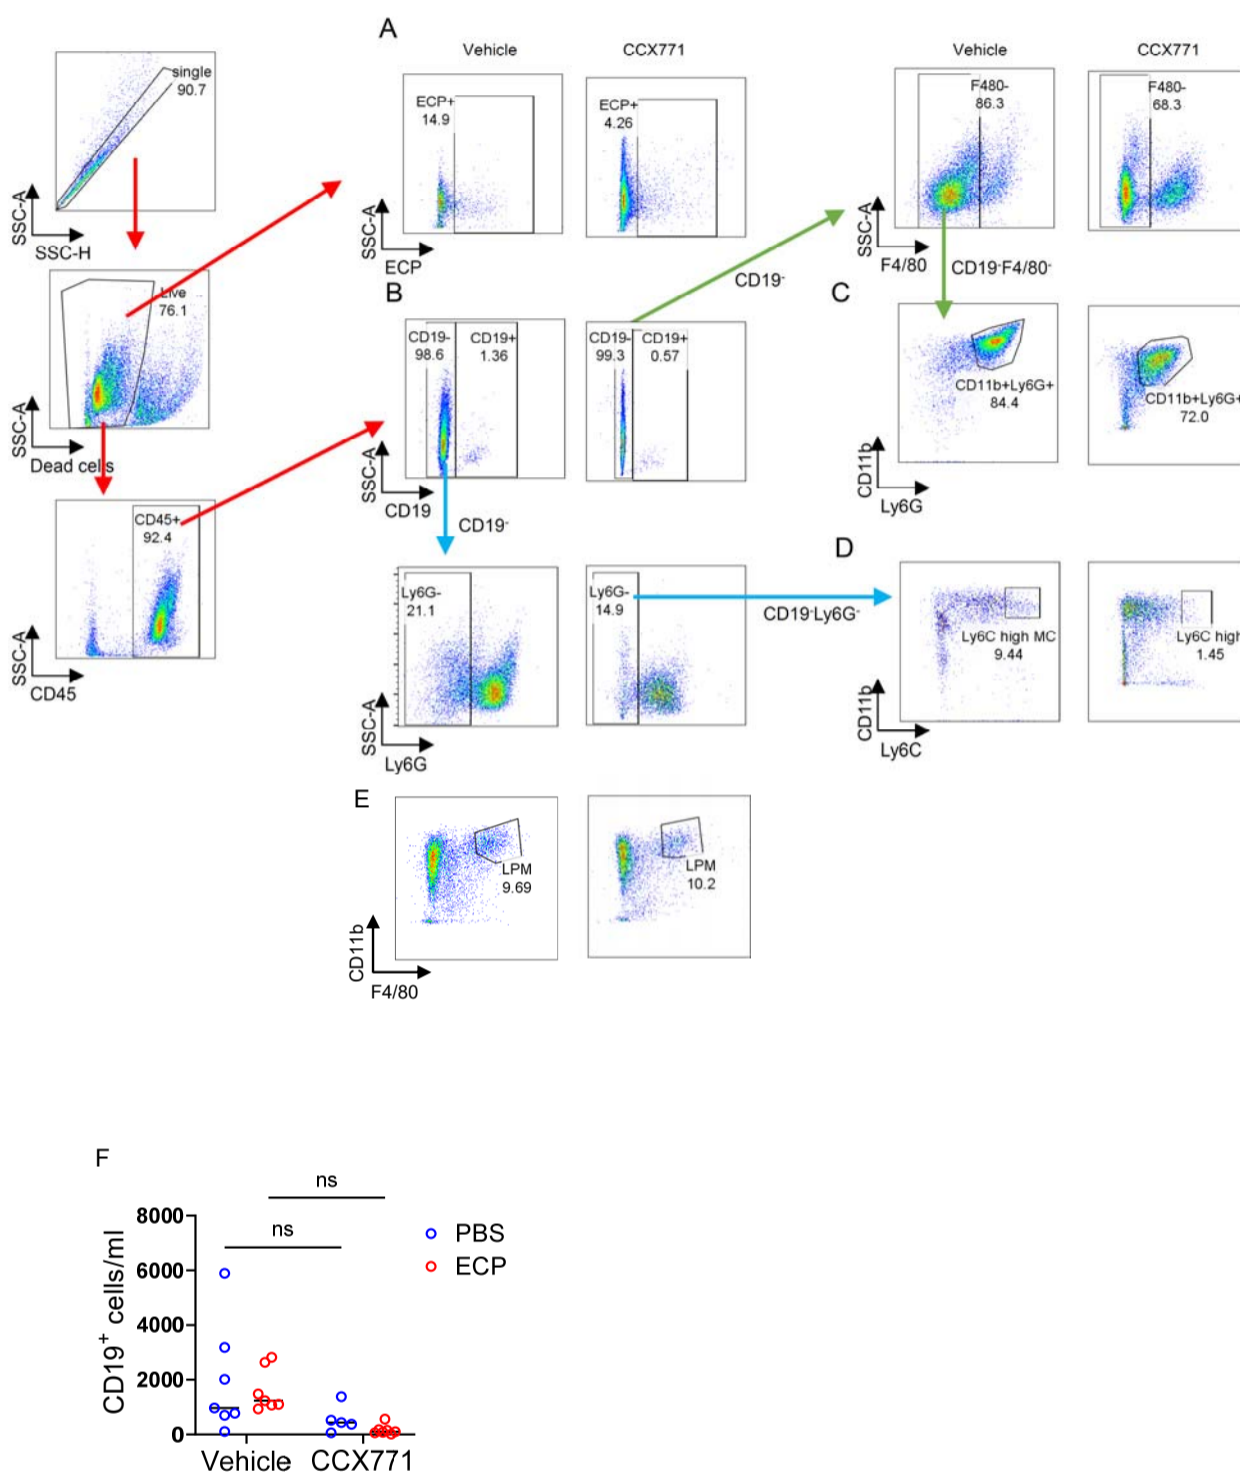 A
Vehicle
CCX771
Vehicle
CCX771
single
90.7
SSC-A
SSC-H
ECP+
14.9
ECP+
4.26
SSC-A
ECP
F480-
86.3
F480-
68.3
SSC-A
F4/80
CD19-F4/80-
CD19-
Live
76.1
SSC-A
Dead cells
B
CD19-
98.6
CD19+
1.36
CD19-
99.3
CD19+
0.57
SSC-A
CD19
CD19-
C
CD11b+Ly6G+
84.4
CD11b+Ly6G+
72.0
CD11b
Ly6G
CD45+
92.4
SSC-A
CD45
Ly6G-
21.1
Ly6G-
14.9
SSC-A
Ly6G
CD19-Ly6G-
D
Ly6C high MC
9.44
Ly6C high
1.45
CD11b
Ly6C
E
LPM
9.69
LPM
10.2
CD11b
F4/80
F
ns
ns
8000
6000
4000
2000
0
CD19+ cells/ml
Vehicle
CCX771
PBS
ECP